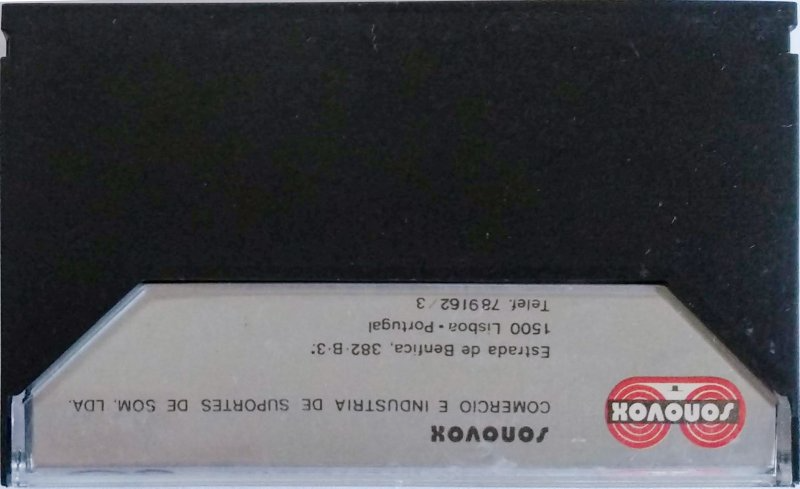 sonovox
sonovox
COMERCIO E INDUSTRIA DE SUPORTES DE SOM, LDA.
Estrada de Benfica, 382-B-3.º
1500 Lisboa - Portugal
Telef. 789162/3